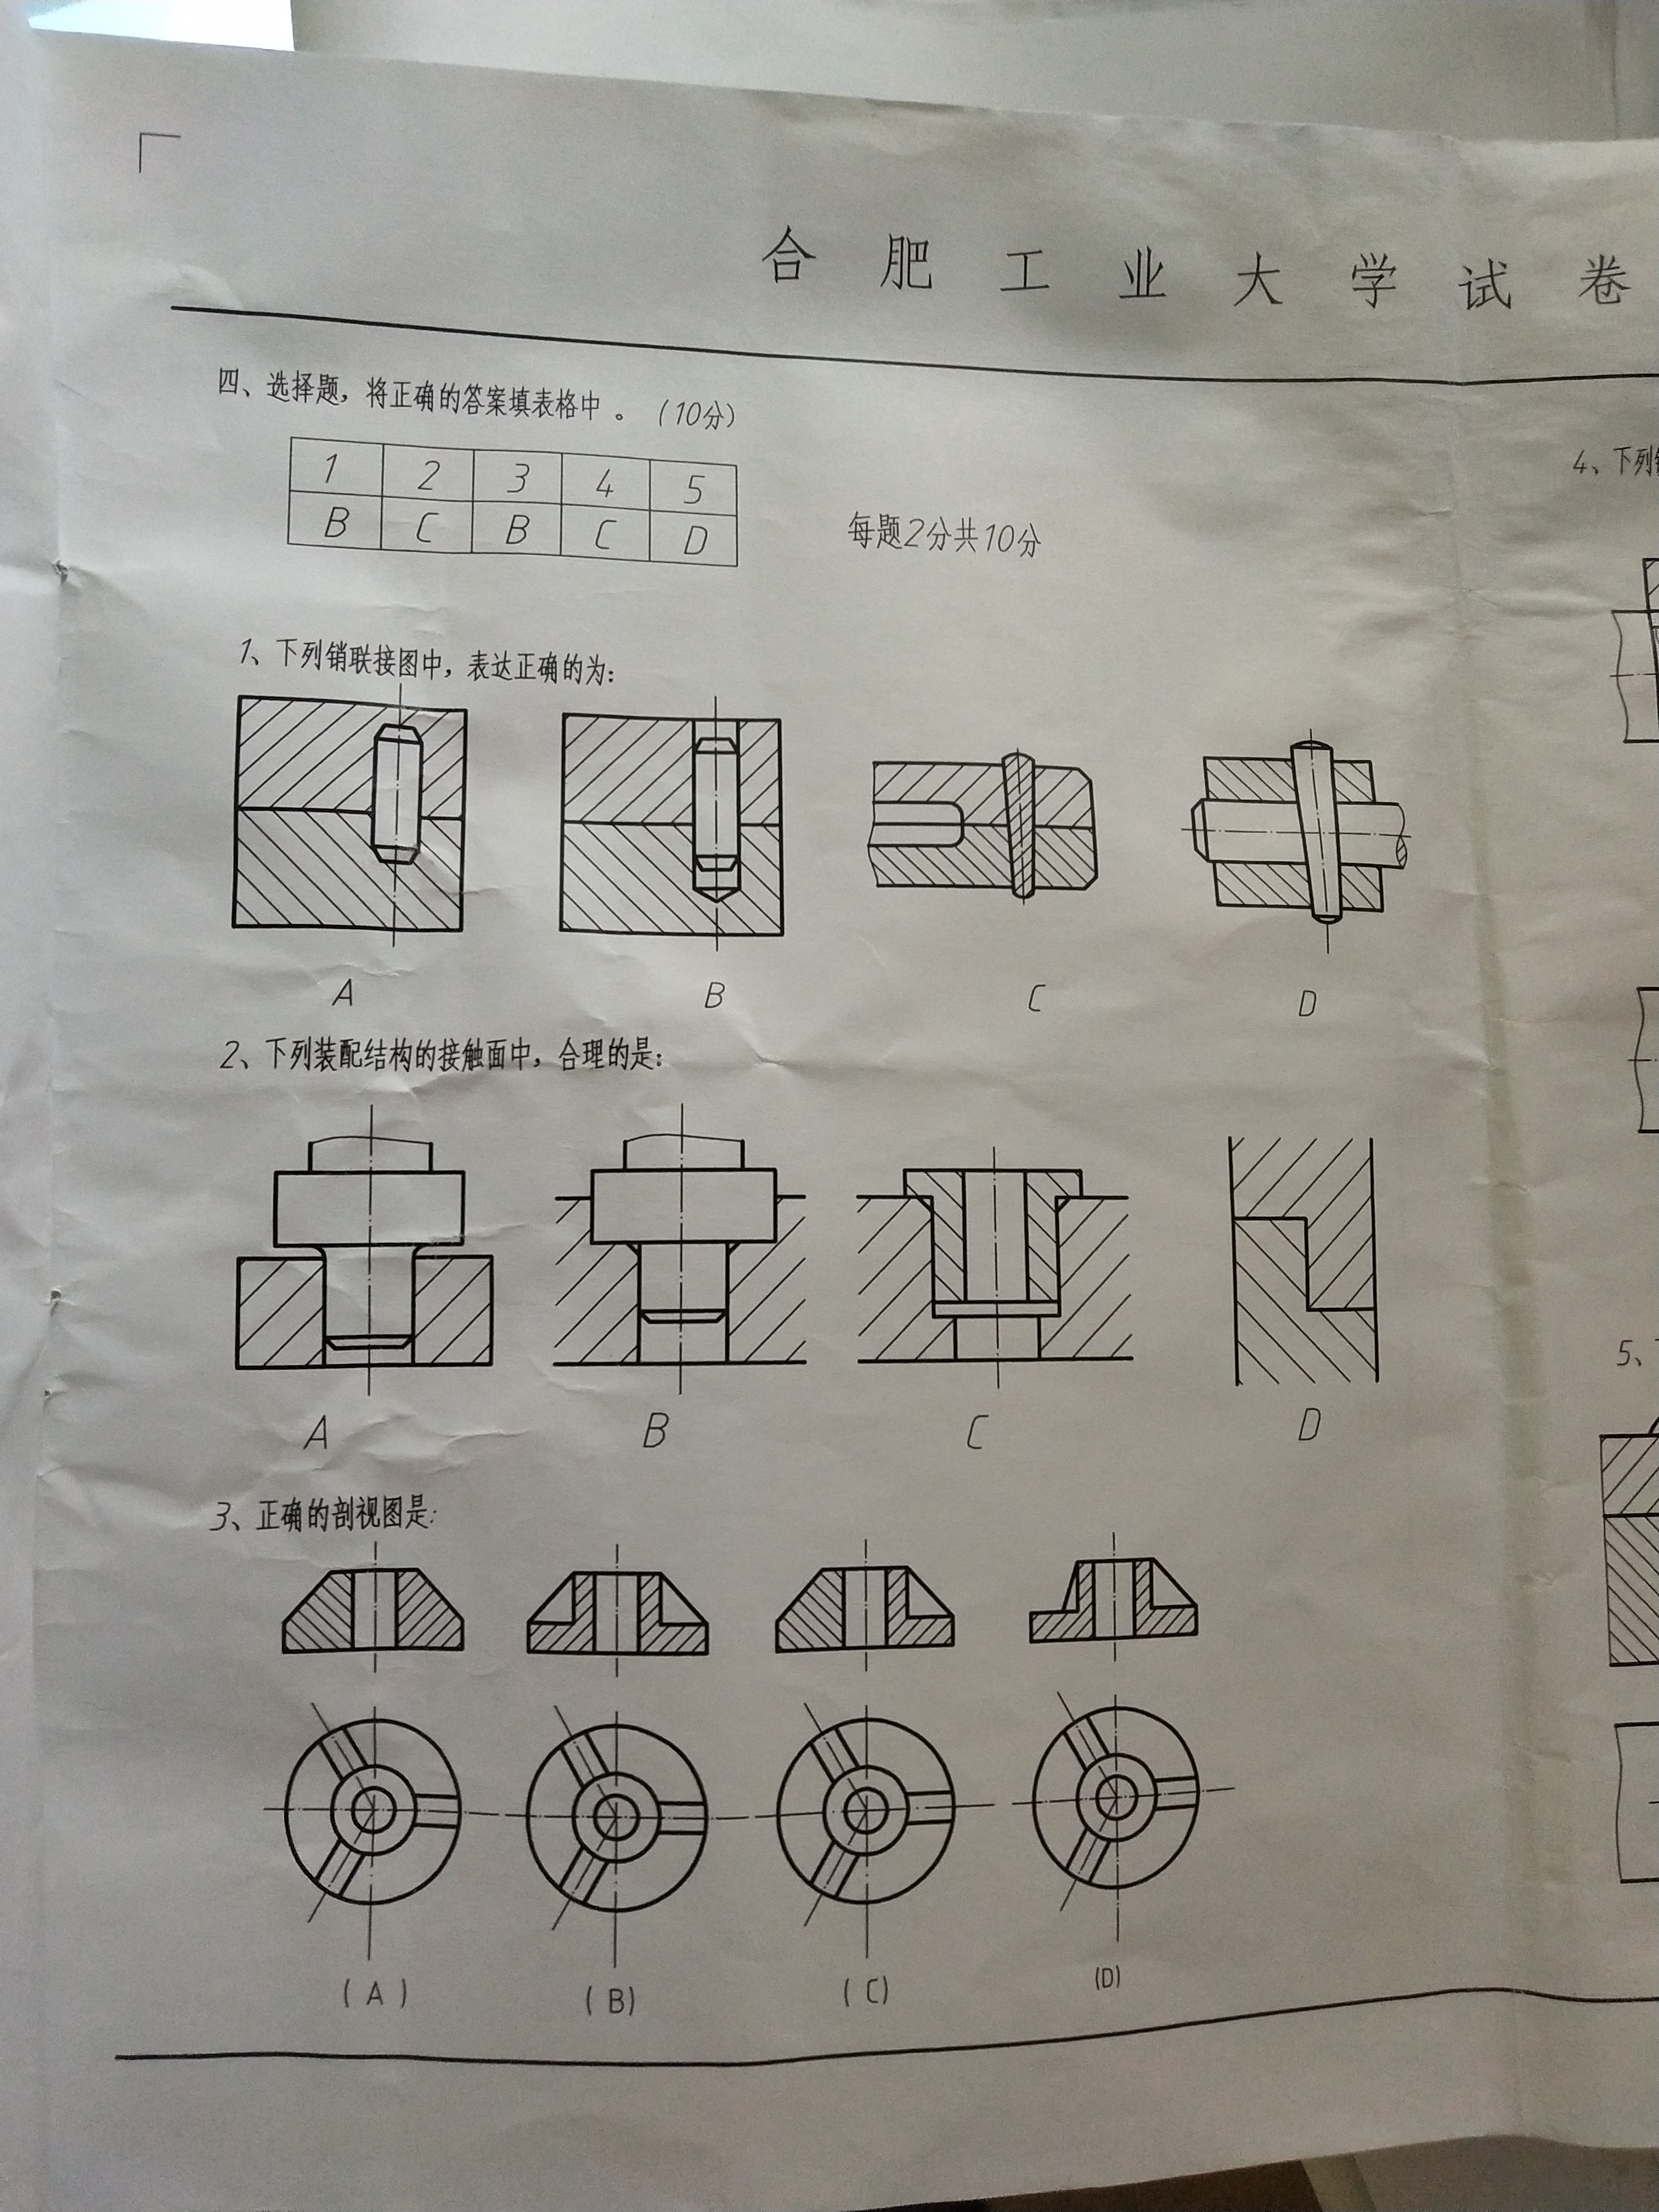 合肥工业大学试卷
四、选择题，将正确的答案填表格中。（10分）
1 2 3 4 5
B C B C D
每题2分共10分
1、下列销联接图中，表达正确的为：
A B C D
2、下列装配结构的接触面中，合理的是：
A B C D
3、正确的剖视图是：
(A) (B) (C) (D)
4、下列
5、